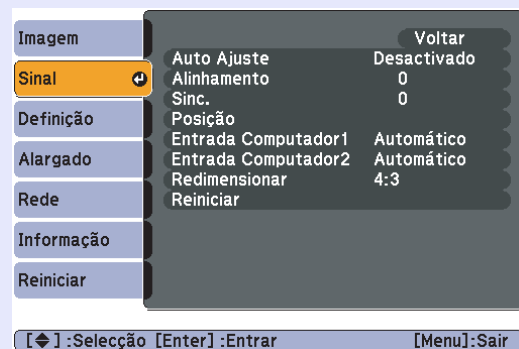 Imagem
Sinal
Definição
Alargado
Rede
Informação
Reiniciar
Voltar
Auto Ajuste Desactivado
Alinhamento 0
Sinc. 0
Posição
Entrada Computador1 Automático
Entrada Computador2 Automático
Redimensionar 4:3
Reiniciar
[◆] :Selecção [Enter] :Entrar [Menu]:Sair